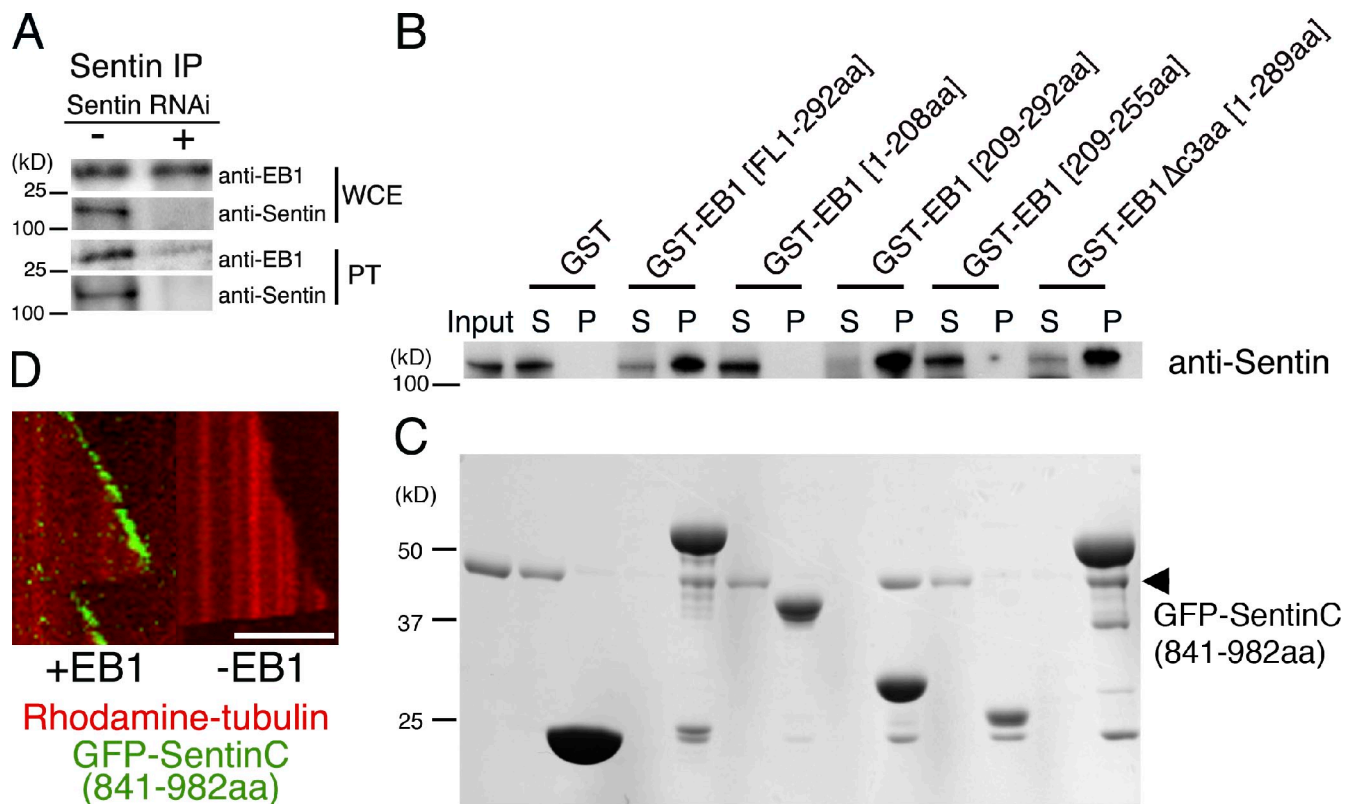 A
Sentin IP
Sentin RNAi
- +
(kD)
anti-EB1
25
anti-Sentin
100
WCE
anti-EB1
25
anti-Sentin
100
PT
B
GST
GST-EB1 [FL1-292aa]
GST-EB1 [1-208aa]
GST-EB1 [209-292aa]
GST-EB1 [209-255aa]
GST-EB1Δc3aa [1-289aa]
Input S P S P S P S P S P S P
(kD)
100
anti-Sentin
C
(kD)
50
37
25
GFP-SentinC
(841-982aa)
D
+EB1 -EB1
Rhodamine-tubulin
GFP-SentinC
(841-982aa)